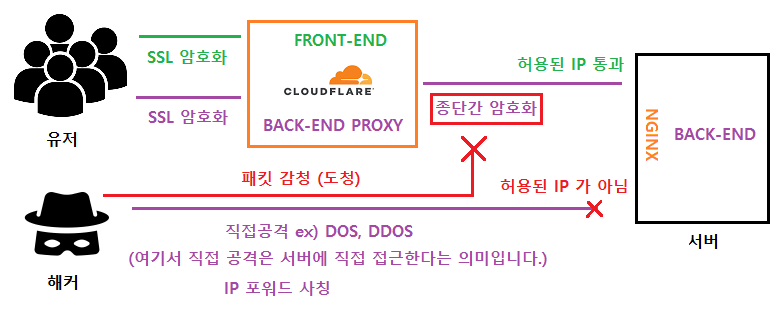 SSL 암호화
FRONT-END
CLOUDFLARE
허용된 IP 통과
SSL 암호화
BACK-END PROXY
종단간 암호화
유저
NGINX
BACK-END
패킷 감청 (도청)
허용된 IP 가 아님
직접공격 ex) DOS, DDOS
(여기서 직접 공격은 서버에 직접 접근한다는 의미입니다.)
IP 포워드 사칭
해커
서버